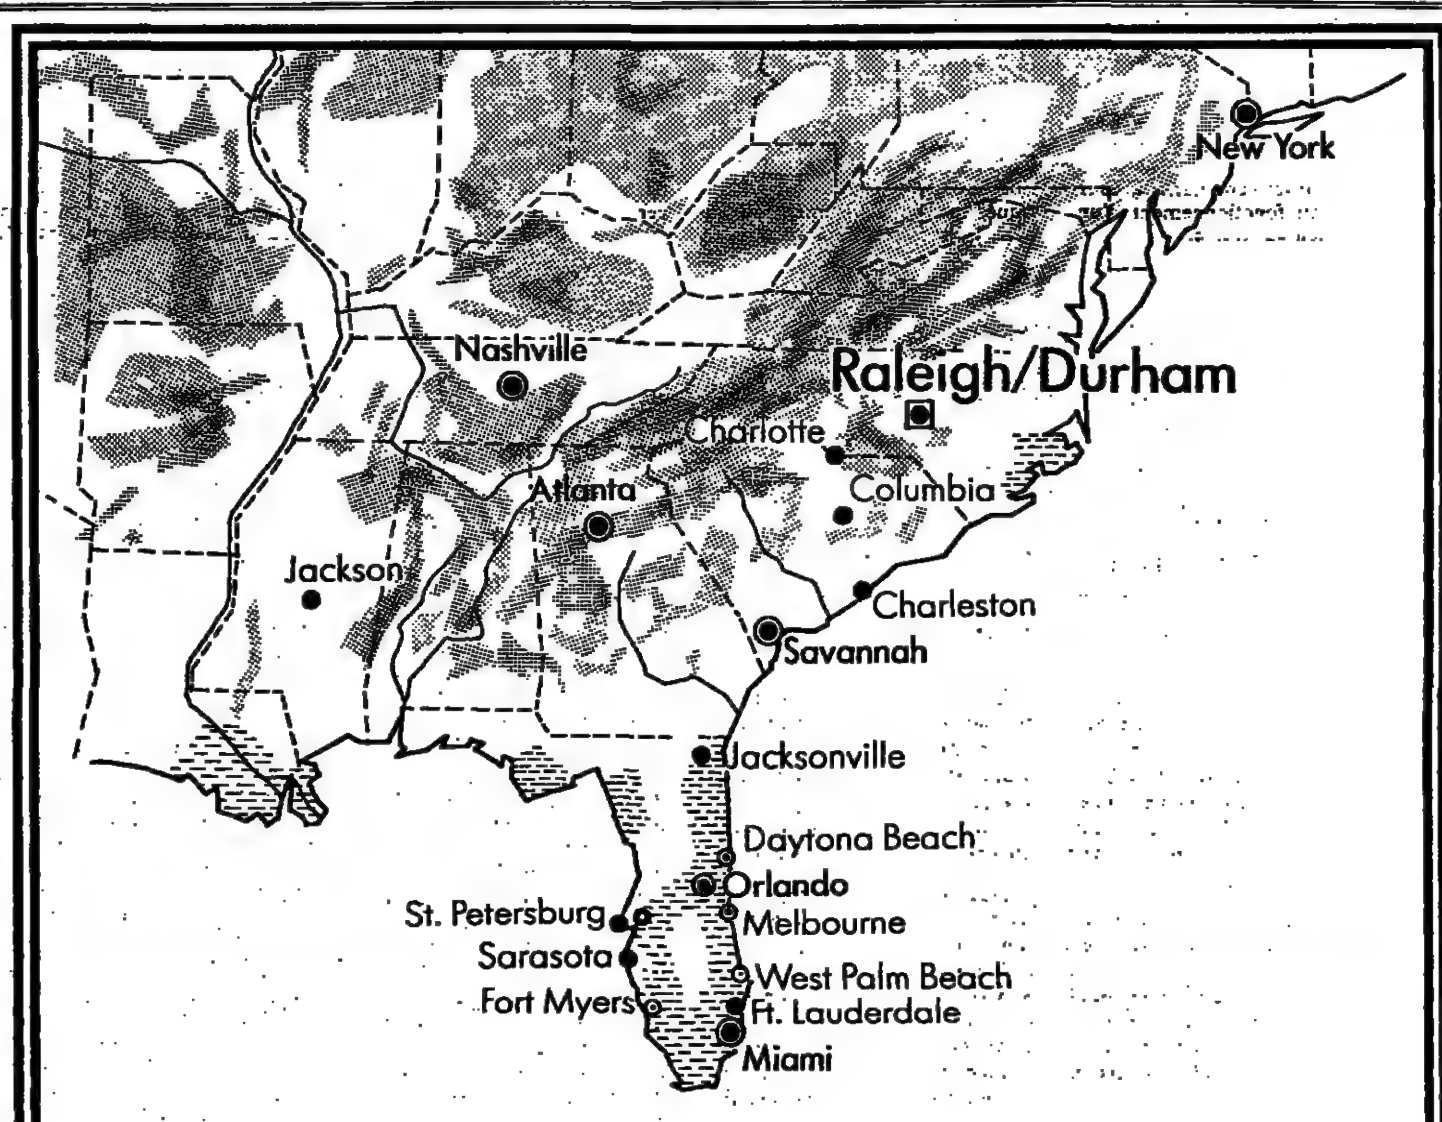 New York
Nashville
Raleigh/Durham
Charlotte
Atlanta
Columbia
Jackson
Charleston
Savannah
Jacksonville
Daytona Beach
Orlando
St. Petersburg
Melbourne
Sarasota
West Palm Beach
Fort Myers
Ft. Lauderdale
Miami